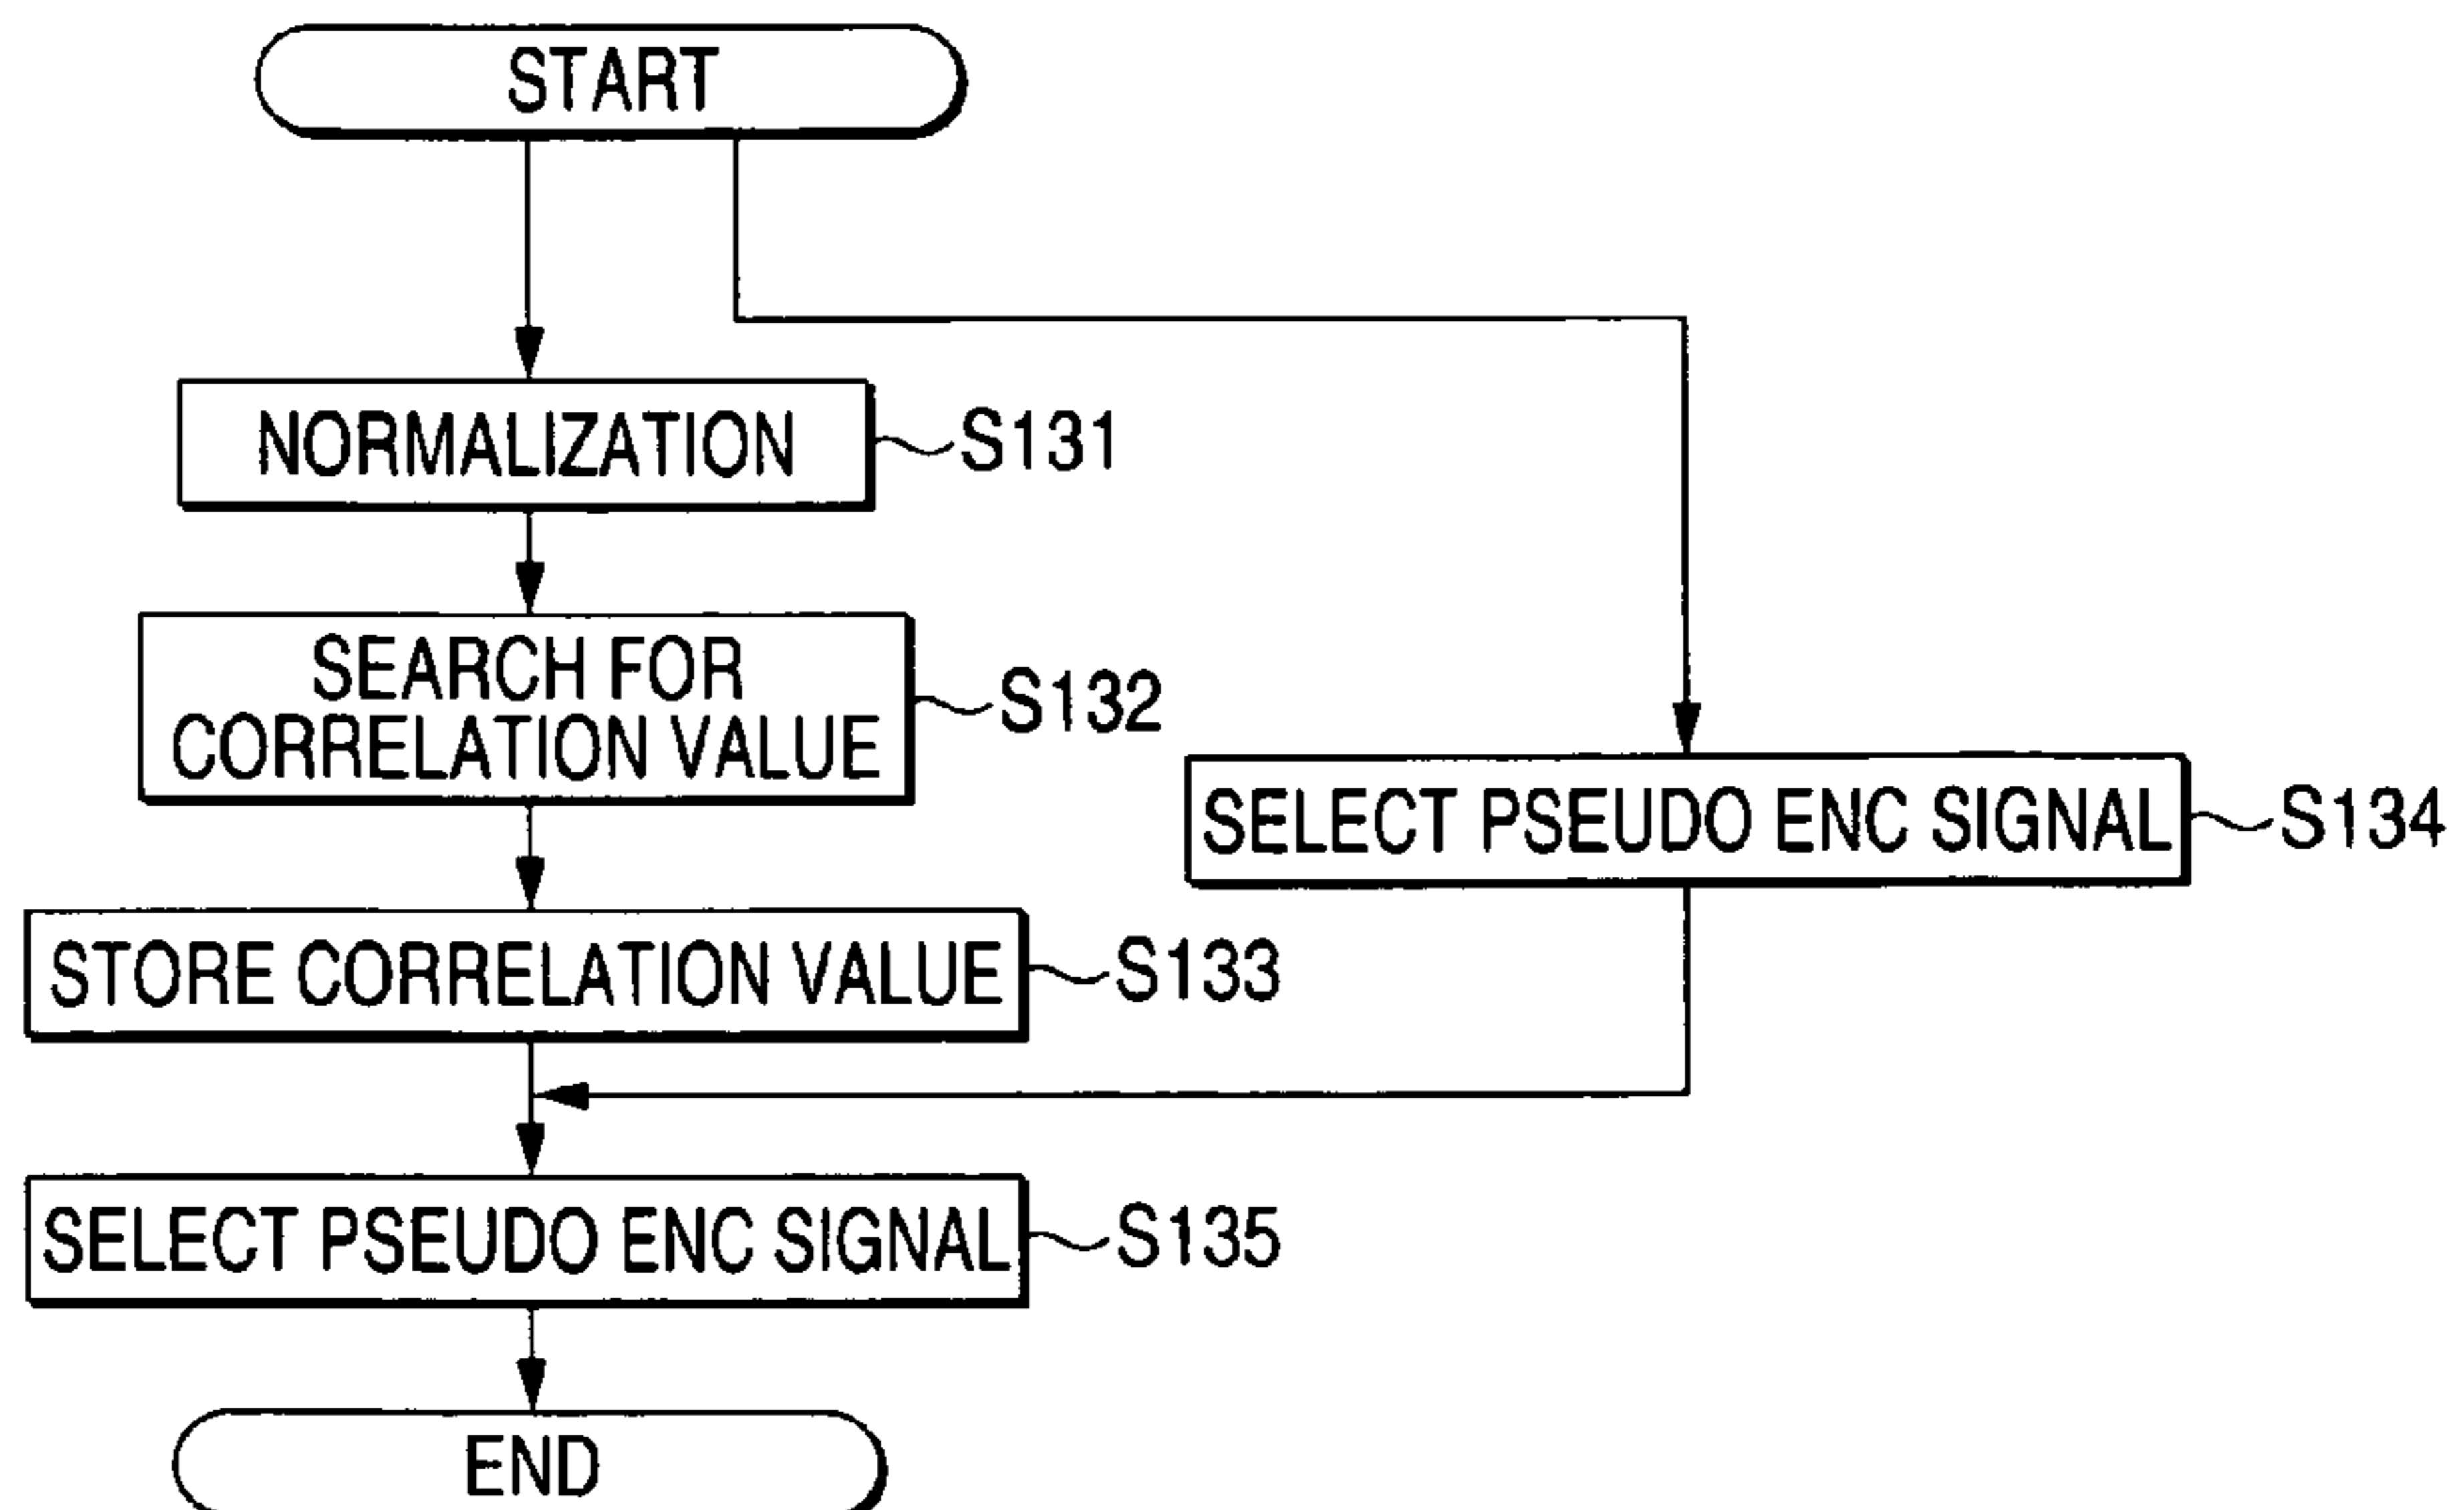 START
NORMALIZATION
S131
SEARCH FOR
CORRELATION VALUE
S132
SELECT PSEUDO ENC SIGNAL
S134
STORE CORRELATION VALUE
S133
SELECT PSEUDO ENC SIGNAL
S135
END